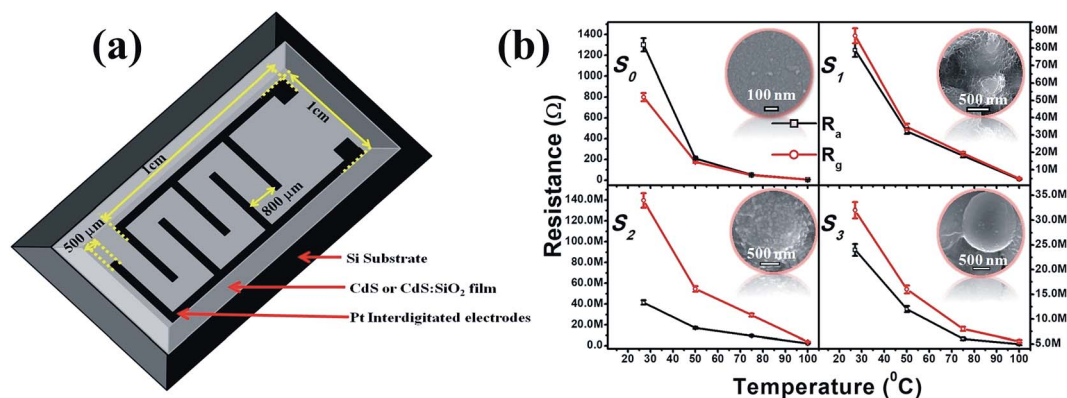 (a)
1cm
1cm
500 μm
800 μm
Si Substrate
CdS or CdS:SiO2 film
Pt Interdigitated electrodes
(b)
Resistance (Ω)
1400
1200
1000
800
600
400
200
0
S0
100 nm
S1
500 nm
Ra
Rg
90M
80M
70M
60M
50M
40M
30M
20M
10M
140.0M
120.0M
100.0M
80.0M
60.0M
40.0M
20.0M
0.0
S2
500 nm
S3
500 nm
35.0M
30.0M
25.0M
20.0M
15.0M
10.0M
5.0M
20 30 40 50 60 70 80 90 100
20 30 40 50 60 70 80 90 100
Temperature (0C)